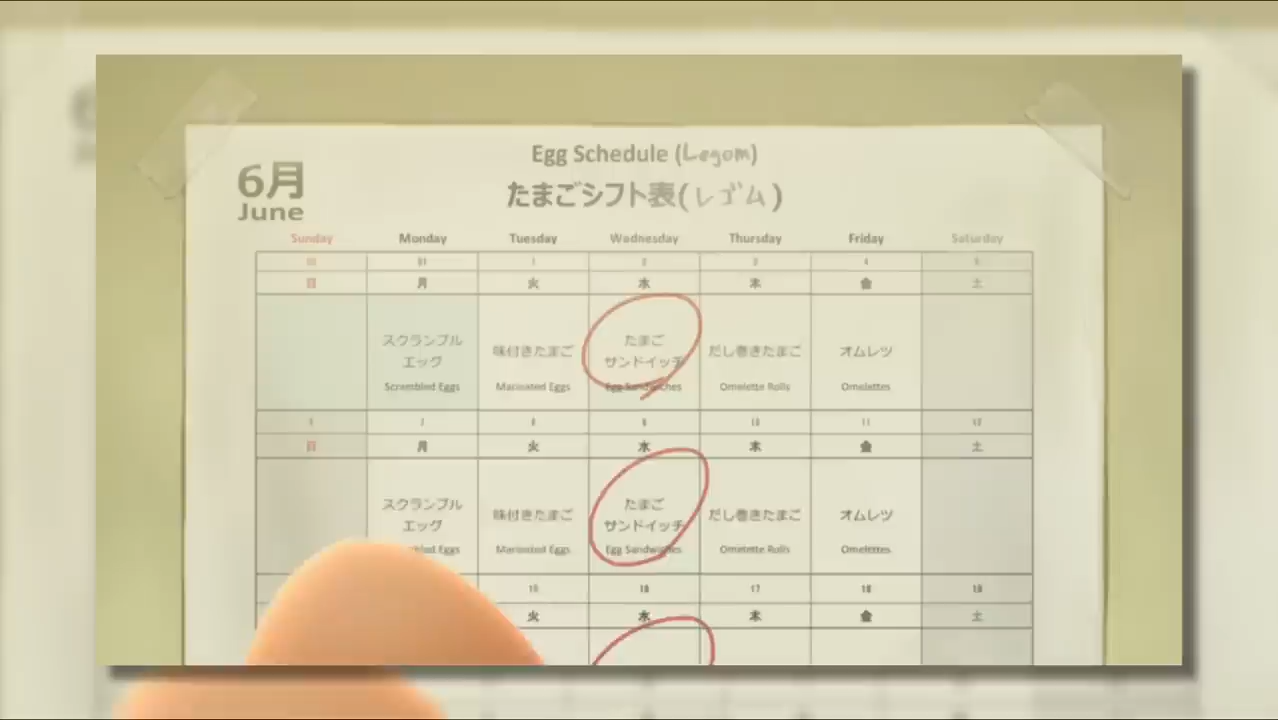 Egg Schedule (Legom)
6月
June
たまごシフト表(レゴム)
Sunday Monday Tuesday Wednesday Thursday Friday Saturday
31 1 2 3 4 5
日 月 火 水 木 金 土
スクランブル
エッグ
Scrambled Eggs
味付きたまご
Marinated Eggs
たまご
サンドイッチ
Egg Sandwiches
だし巻きたまご
Omelette Rolls
オムレツ
Omelettes
7 8 9 10 11 12
日 月 火 水 木 金 土
スクランブル
エッグ
bled Eggs
味付きたまご
Marinated Eggs
たまご
サンドイッチ
Egg Sandwiches
だし巻きたまご
Omelette Rolls
オムレツ
Omelettes
15 16 17 18 19
火 水 木 金 土